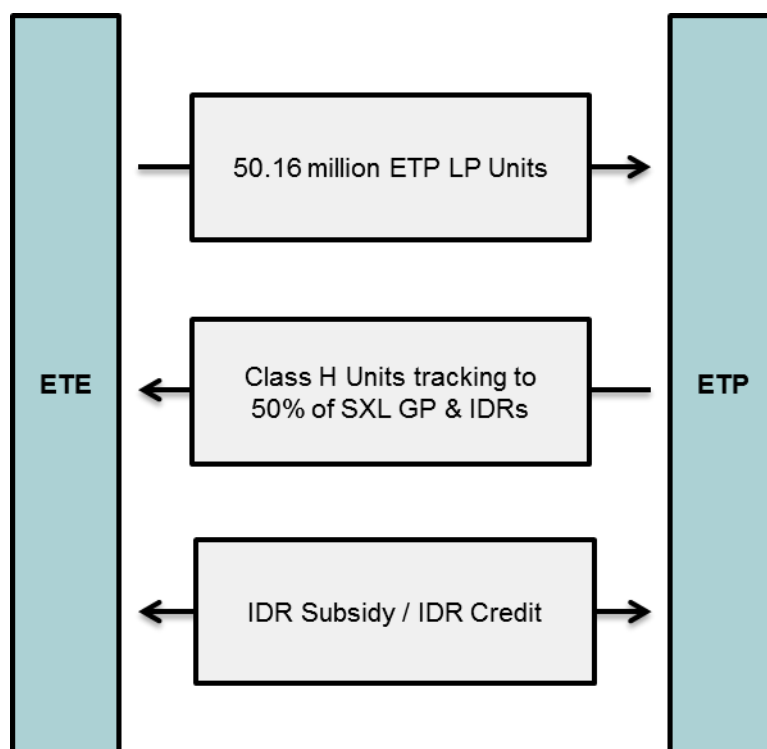 50.16 million ETP LP Units
ETE
Class H Units tracking to
50% of SXL GP & IDRs
ETP
IDR Subsidy / IDR Credit